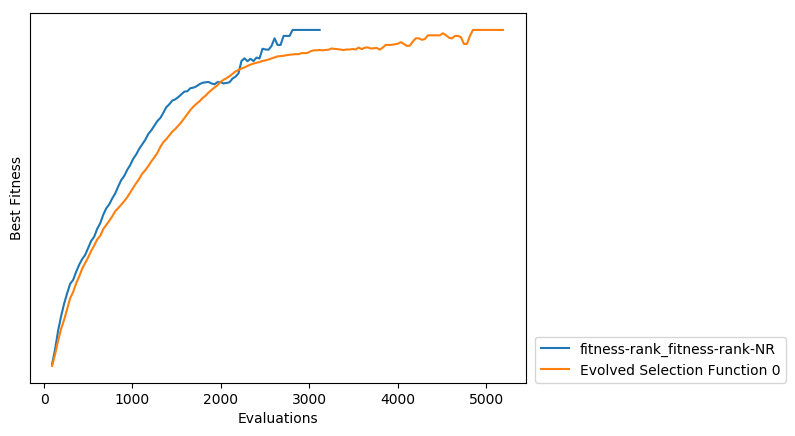 Best Fitness
0
1000
2000
3000
4000
5000
Evaluations
fitness-rank_fitness-rank-NR
Evolved Selection Function 0